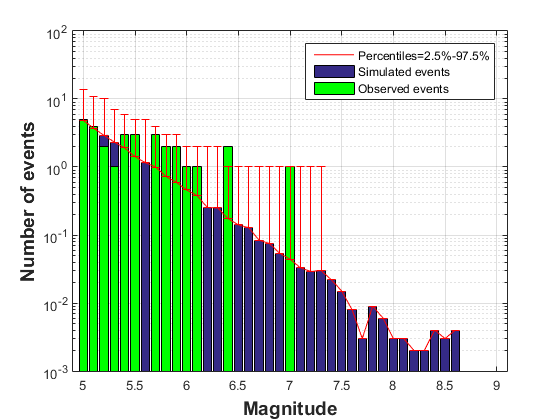 10^2
10^1
10^0
10^-1
10^-2
10^-3
Number of events
Percentiles=2.5%-97.5%
Simulated events
Observed events
5 5.5 6 6.5 7 7.5 8 8.5 9
Magnitude